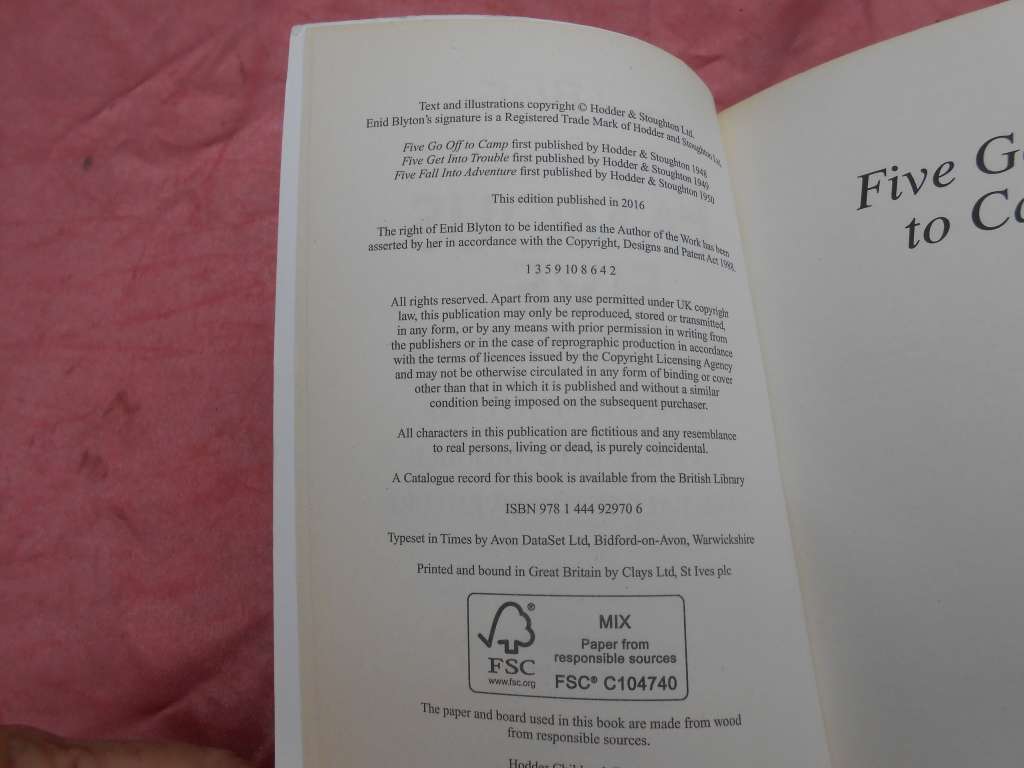 Text and illustrations copyright © Hodder & Stoughton Ltd.
Enid Blyton's signature is a Registered Trade Mark of Hodder and Stoughton Ltd.
Five Go Off to Camp first published by Hodder & Stoughton 1948
Five Get Into Trouble first published by Hodder & Stoughton 1949
Five Fall Into Adventure first published by Hodder & Stoughton 1950
This edition published in 2016
The right of Enid Blyton to be identified as the Author of the Work has been
asserted by her in accordance with the Copyright, Designs and Patent Act 1988.
1 3 5 9 10 8 6 4 2
All rights reserved. Apart from any use permitted under UK copyright
law, this publication may only be reproduced, stored or transmitted,
in any form, or by any means with prior permission in writing from
the publishers or in the case of reprographic production in accordance
with the terms of licences issued by the Copyright Licensing Agency
and may not be otherwise circulated in any form of binding or cover
other than that in which it is published and without a similar
condition being imposed on the subsequent purchaser.
All characters in this publication are fictitious and any resemblance
to real persons, living or dead, is purely coincidental.
A Catalogue record for this book is available from the British Library
ISBN 978 1 444 92970 6
Typeset in Times by Avon DataSet Ltd, Bidford-on-Avon, Warwickshire
Printed and bound in Great Britain by Clays Ltd, St Ives plc
FSC®
www.fsc.org
MIX
Paper from
responsible sources
FSC® C104740
The paper and board used in this book are made from wood
from responsible sources.
Hodder
Five G
to C